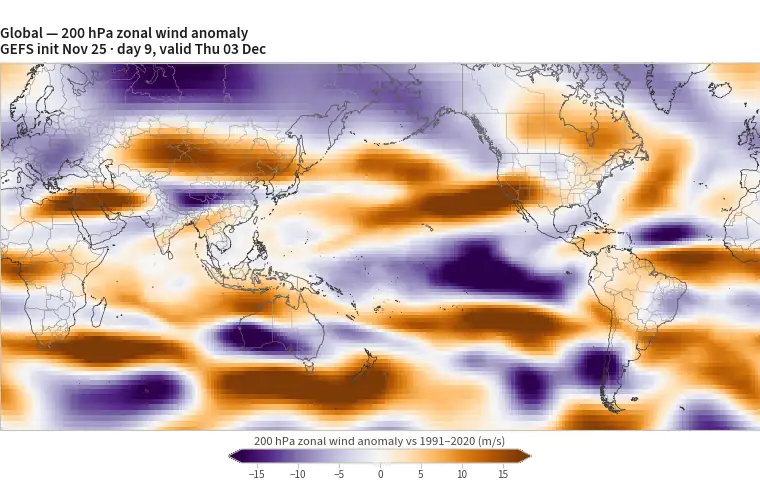 Global — 200 hPa zonal wind anomaly
GEFS init Nov 25 · day 9, valid Thu 03 Dec
200 hPa zonal wind anomaly vs 1991–2020 (m/s)
−15 −10 −5 0 5 10 15